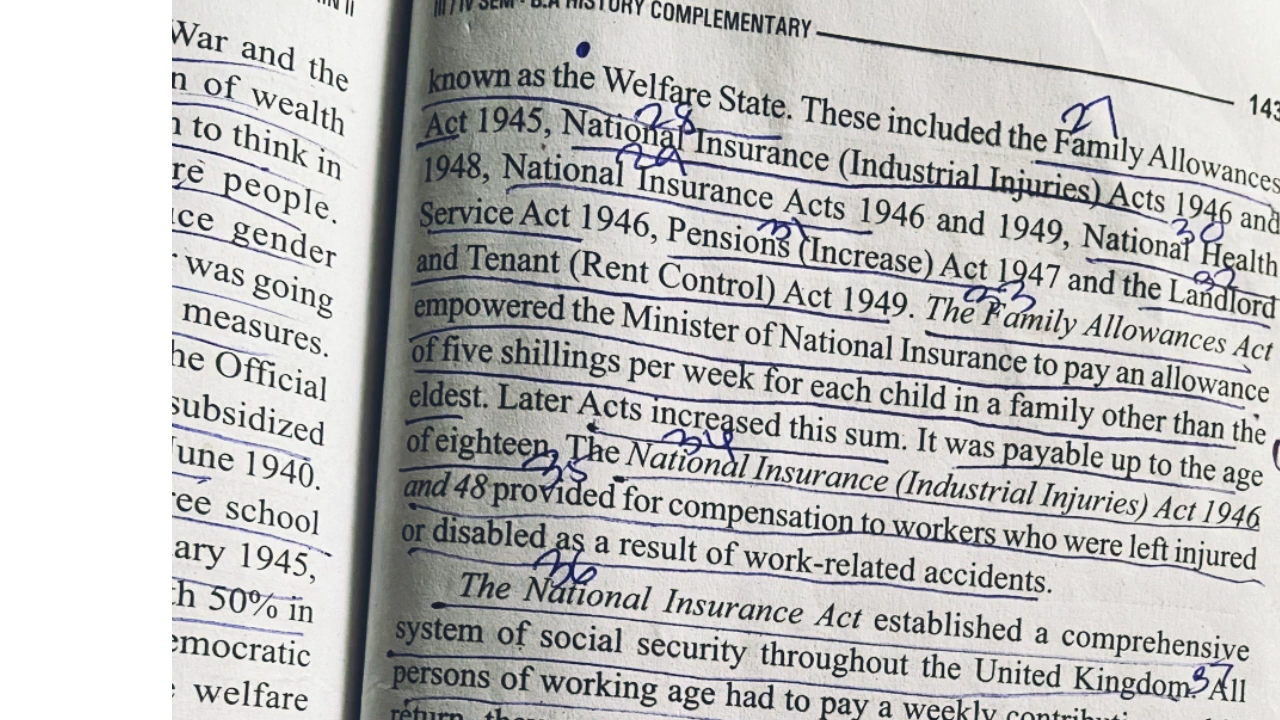 War and the
of wealth
to think in
people.
gender
was going
measures.
Official
subsidized
June 1940.
school
1945,
50% in
welfare
III / IV SEM - B.A HISTORY COMPLEMENTARY
143
known as the Welfare State. These included the Family Allowances
27
Act 1945, National Insurance (Industrial Injuries) Acts 1946 and
28
1948, National Insurance Acts 1946 and 1949, National Health
29
30
Service Act 1946, Pensions (Increase) Act 1947 and the Landlord
31
32
and Tenant (Rent Control) Act 1949. The Family Allowances Act
33
empowered the Minister of National Insurance to pay an allowance
of five shillings per week for each child in a family other than the
eldest. Later Acts increased this sum. It was payable up to the age
of eighteen. The National Insurance (Industrial Injuries) Act 1946
34
and 48 provided for compensation to workers who were left injured
35
or disabled as a result of work-related accidents.
The National Insurance Act established a comprehensive
36
system of social security throughout the United Kingdom. All
37
persons of working age had to pay a weekly